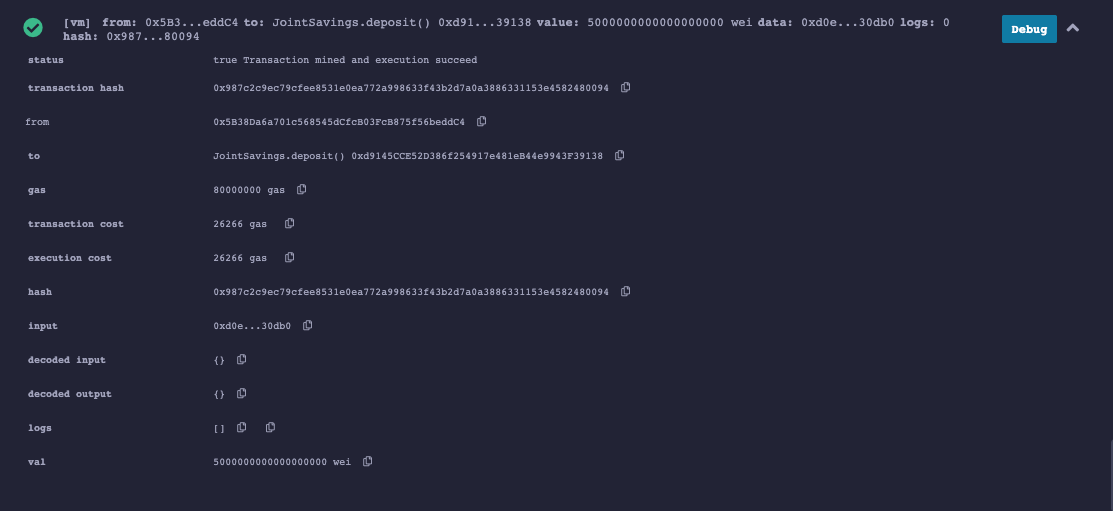 [vm] from: 0x5B3...eddC4 to: JointSavings.deposit() 0xd91...39138 value: 5000000000000000000 wei data: 0xd0e...30db0 logs: 0
hash: 0x987...80094
Debug
status true Transaction mined and execution succeed
transaction hash 0x987c2c9ec79cfee8531e0ea772a998633f43b2d7a0a3886331153e4582480094
from 0x5B38Da6a701c568545dCfcB03FcB875f56beddC4
to JointSavings.deposit() 0xd9145CCE52D386f254917e481eB44e9943F39138
gas 80000000 gas
transaction cost 26266 gas
execution cost 26266 gas
hash 0x987c2c9ec79cfee8531e0ea772a998633f43b2d7a0a3886331153e4582480094
input 0xd0e...30db0
decoded input {}
decoded output {}
logs []
val 5000000000000000000 wei